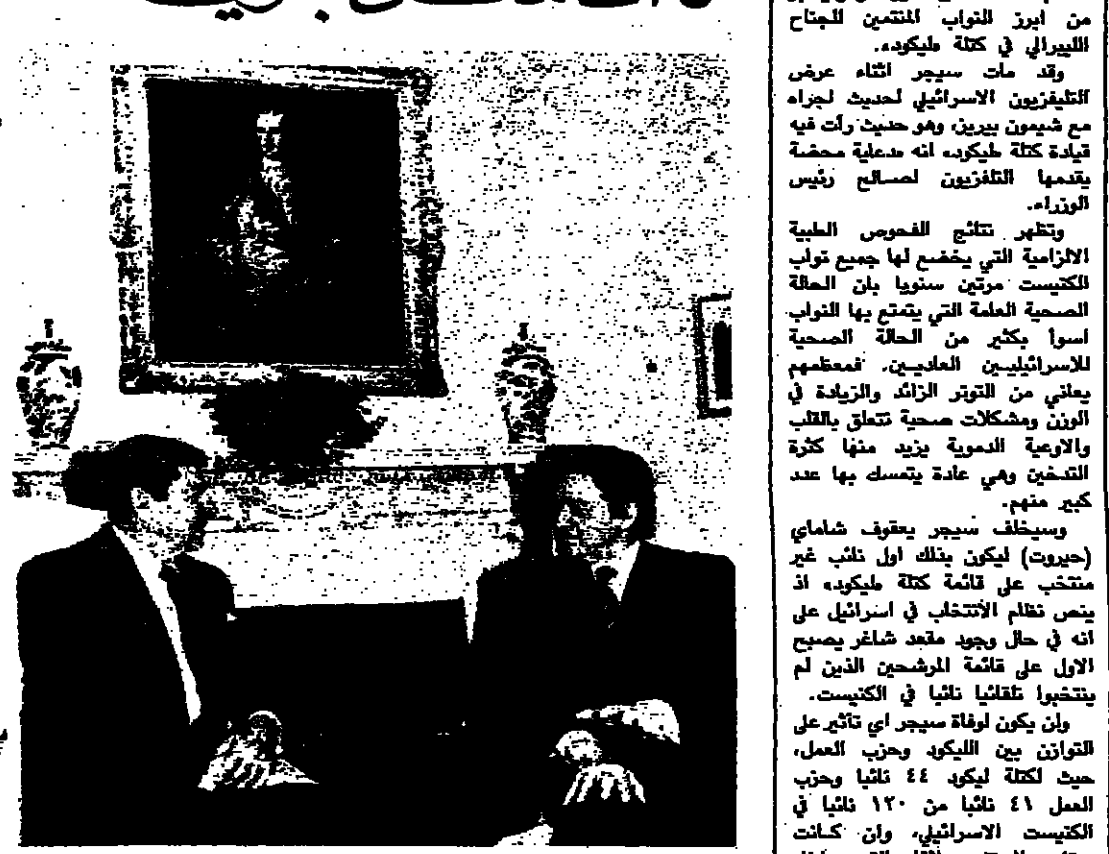 من ابرز النواب المنتمين للجناح
الليبرالي في كتلة «ليكود».
وقد مات سيجر اثناء عرض
التليفزيون الاسرائيلي لحديث اجراه
مع شيمون بيريز، وهو حديث رأت فيه
قيادة كتلة «ليكود» انه «دعاية محضة
يقدمها التلفزيون لصالح رئيس
الوزراء».
وتظهر نتائج الفحوص الطبية
الالزامية التي يخضع لها جميع نواب
الكنيست مرتين سنويا بان الحالة
الصحية العامة التي يتمتع بها النواب
اسوأ بكثير من الحالة الصحية
للاسرائيليين العاديين. فمعظمهم
يعاني من التوتر الزائد والزيادة في
الوزن ومشكلات صحية تتعلق بالقلب
والاوعية الدموية يزيد منها كثرة
التدخين وهي عادة يتمسك بها عدد
كبير منهم.
وسيخلف سيجر يعقوف شاماي
(حيروت) ليكون بذلك اول نائب غير
منتخب على قائمة كتلة «ليكود» اذ
ينص نظام الانتخاب في اسرائيل على
انه في حال وجود مقعد شاغر يصبح
الاول على قائمة المرشحين الذين لم
ينتخبوا تلقائيا نائبا في الكنيست.
ولن يكون لوفاة سيجر اي تأثير على
التوازن بين الليكود وحزب العمل،
حيث لكتلة ليكود ٤٤ نائبا وحزب
العمل ٤١ نائبا من ١٢٠ نائبا في
الكنيست الاسرائيلي، وان كانت